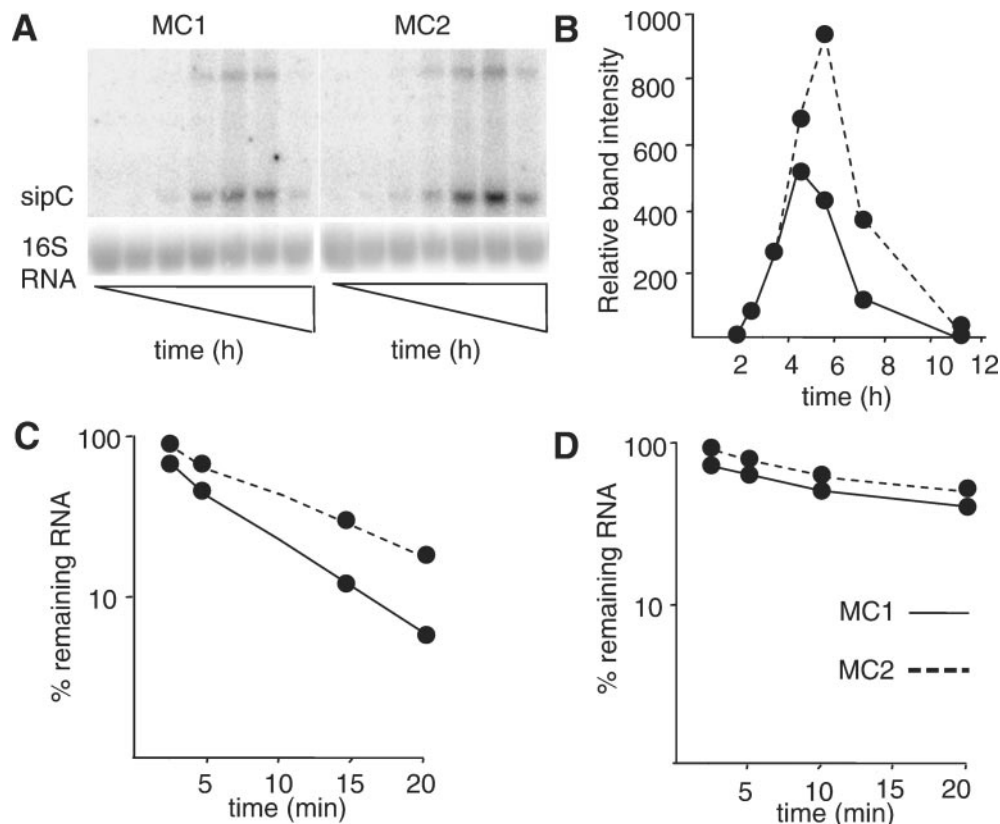 A
MC1
MC2
sipC
16S
RNA
time (h)
time (h)
B
Relative band intensity
1000
800
600
400
200
2
4
6
8
10
12
time (h)
C
% remaining RNA
100
10
5
10
15
20
time (min)
D
% remaining RNA
100
10
MC1
MC2
5
10
15
20
time (min)